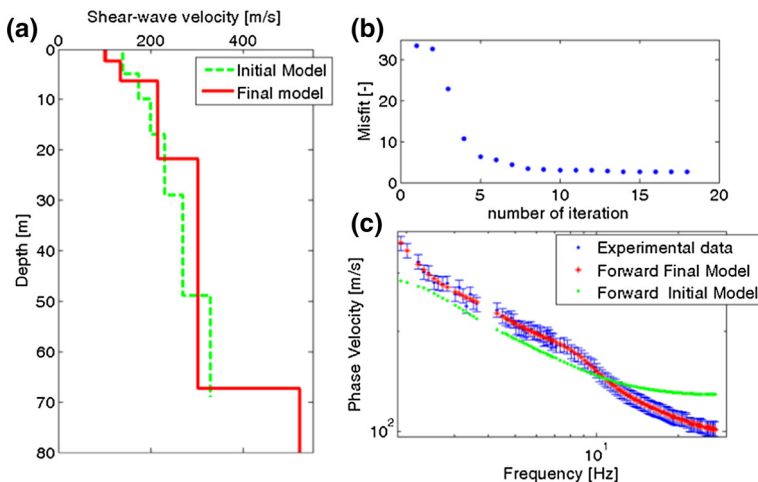 (a)
Shear-wave velocity [m/s]
0 200 400
0
10
20
30
40
50
60
70
80
Depth [m]
Initial Model
Final model
(b)
30
20
10
0
Misfit [-]
0 5 10 15 20
number of iteration
(c)
Experimental data
Forward Final Model
Forward Initial Model
Phase Velocity [m/s]
10²
10¹
Frequency [Hz]